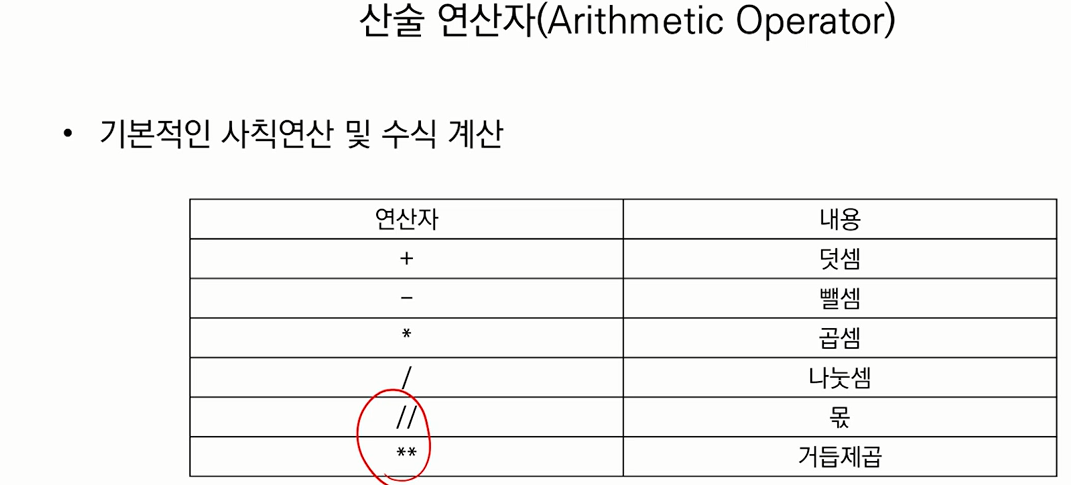 산술 연산자(Arithmetic Operator)
• 기본적인 사칙연산 및 수식 계산
연산자 내용
+ 덧셈
- 뺄셈
* 곱셈
/ 나눗셈
// 몫
** 거듭제곱